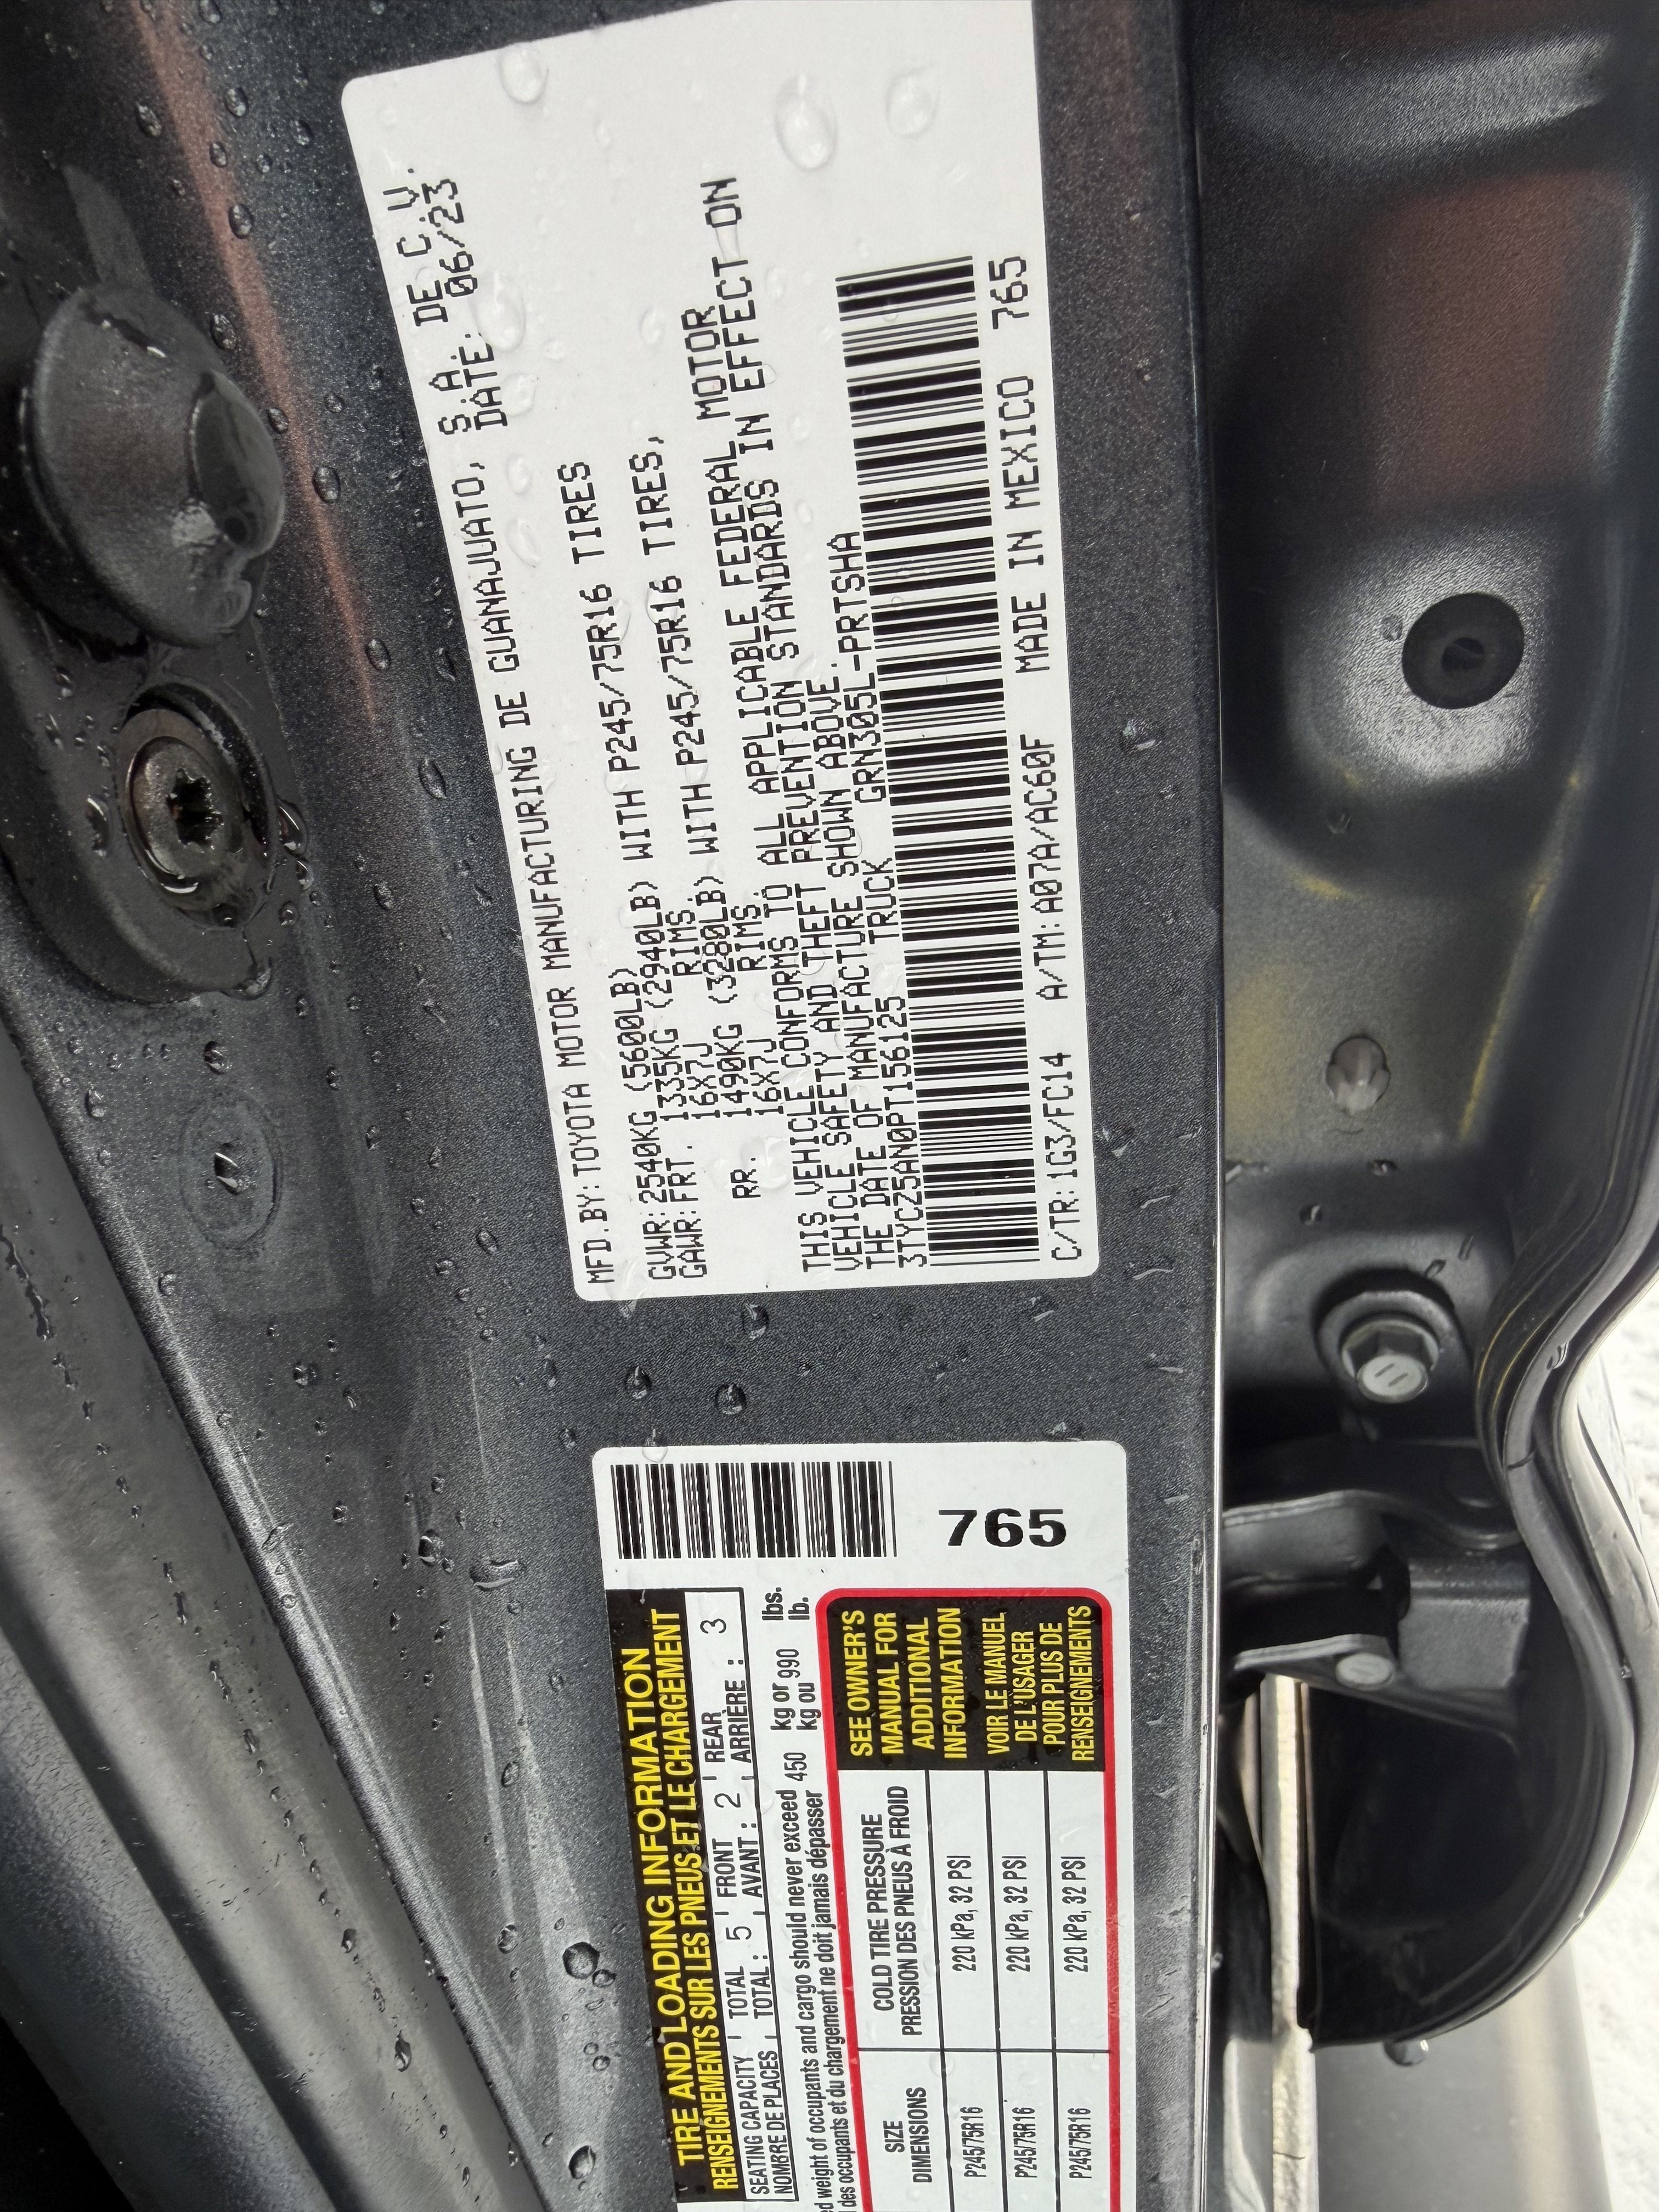 MFD.BY:TOYOTA MOTOR MANUFACTURING DE GUANAJUATO, S.A. DE C.V.
DATE: 06/23
GVWR:2540KG (5600LB)
GAWR:FRT. 1335KG (2940LB) WITH P245/75R16 TIRES
16X7J RIMS,
RR. 1490KG (3280LB) WITH P245/75R16 TIRES,
16X7J RIMS
THIS VEHICLE CONFORMS TO ALL APPLICABLE FEDERAL MOTOR
VEHICLE SAFETY AND THEFT PREVENTION STANDARDS IN EFFECT ON
THE DATE OF MANUFACTURE SHOWN ABOVE.
3TYCZ5AN0PT156125 TRUCK GRN305L-PRTSHA
C/TR:1G3/FC14 A/TM:A07A/AC60F MADE IN MEXICO 765
TIRE AND LOADING INFORMATION
RENSEIGNEMENTS SUR LES PNEUS ET LE CHARGEMENT
SEATING CAPACITY TOTAL 5 FRONT 2 REAR 3
NOMBRE DE PLACES TOTAL : AVANT : ARRIÈRE :
weight of occupants and cargo should never exceed 450 kg or 990 lbs.
des occupants et du chargement ne doit jamais dépasser kg ou lb.
SIZE
DIMENSIONS
COLD TIRE PRESSURE
PRESSION DES PNEUS À FROID
P245/75R16 220 kPa, 32 PSI
P245/75R16 220 kPa, 32 PSI
P245/75R16 220 kPa, 32 PSI
SEE OWNER'S
MANUAL FOR
ADDITIONAL
INFORMATION
VOIR LE MANUEL
DE L'USAGER
POUR PLUS DE
RENSEIGNEMENTS
765